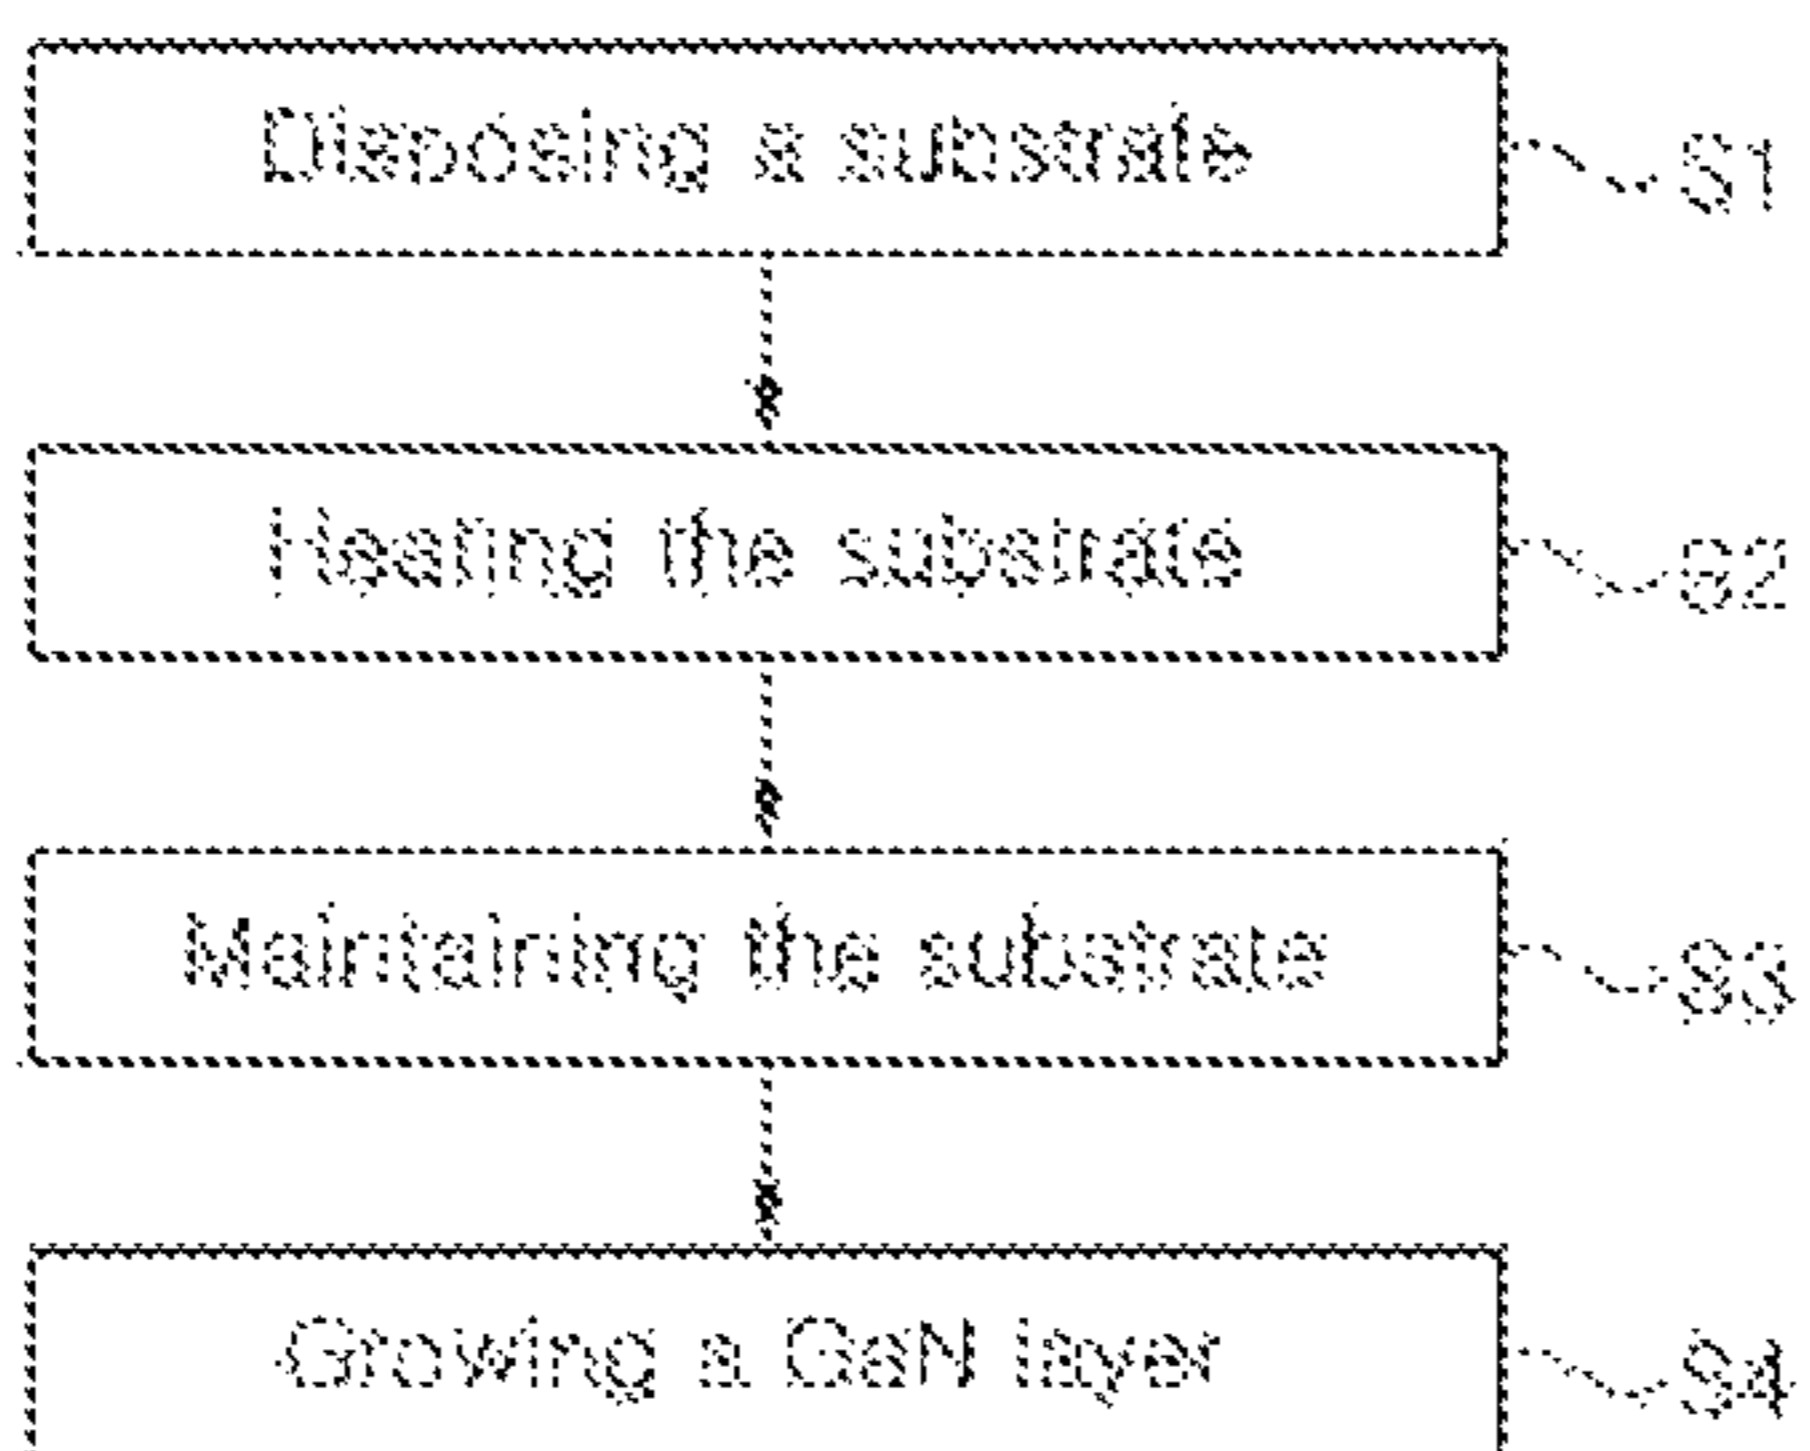 Disposing a substrate
S1
Heating the substrate
S2
Maintaining the substrate
S3
Growing a GaN layer
S4